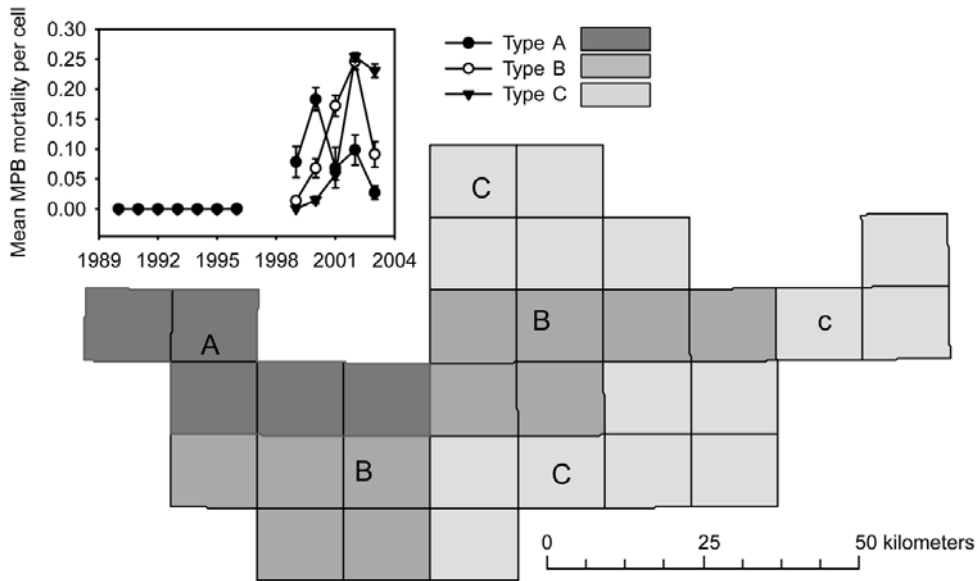 Mean MPB mortality per cell
0.30
0.25
0.20
0.15
0.10
0.05
0.00
1989 1992 1995 1998 2001 2004
Type A
Type B
Type C
C
A
B
c
B
C
0 25 50 kilometers